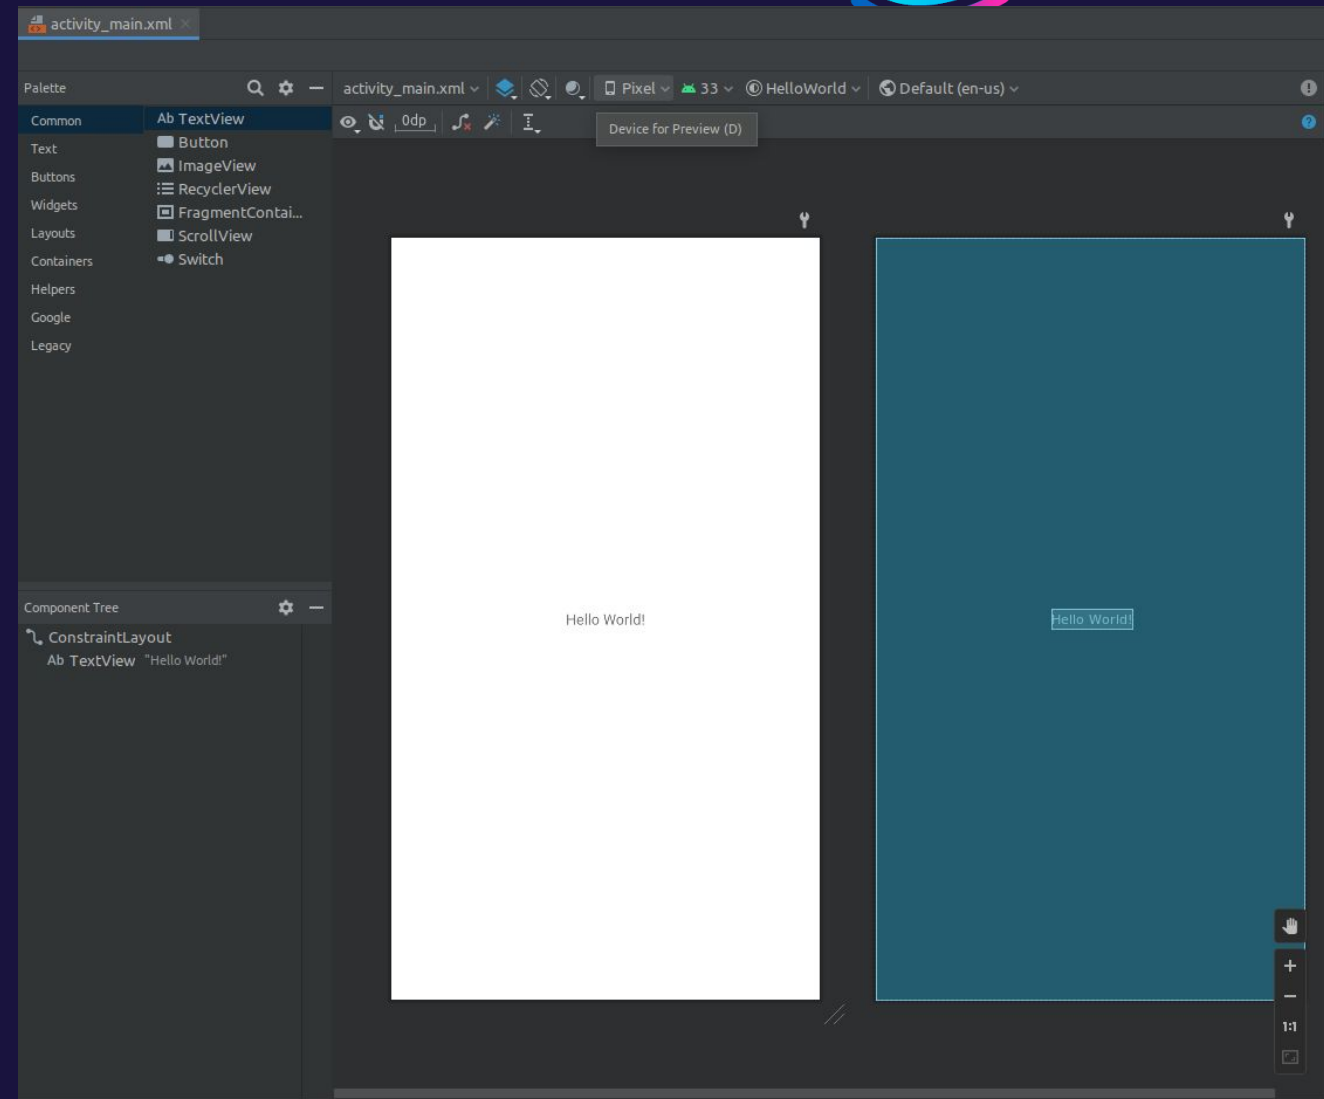 activity_main.xml
Palette
activity_main.xml
Pixel
33
HelloWorld
Default (en-us)
Common
Text
Buttons
Widgets
Layouts
Containers
Helpers
Google
Legacy
Ab TextView
Button
ImageView
RecyclerView
FragmentContai...
ScrollView
Switch
0dp
Device for Preview (D)
Component Tree
ConstraintLayout
Ab TextView "Hello World!"
Hello World!
Hello World!
1:1